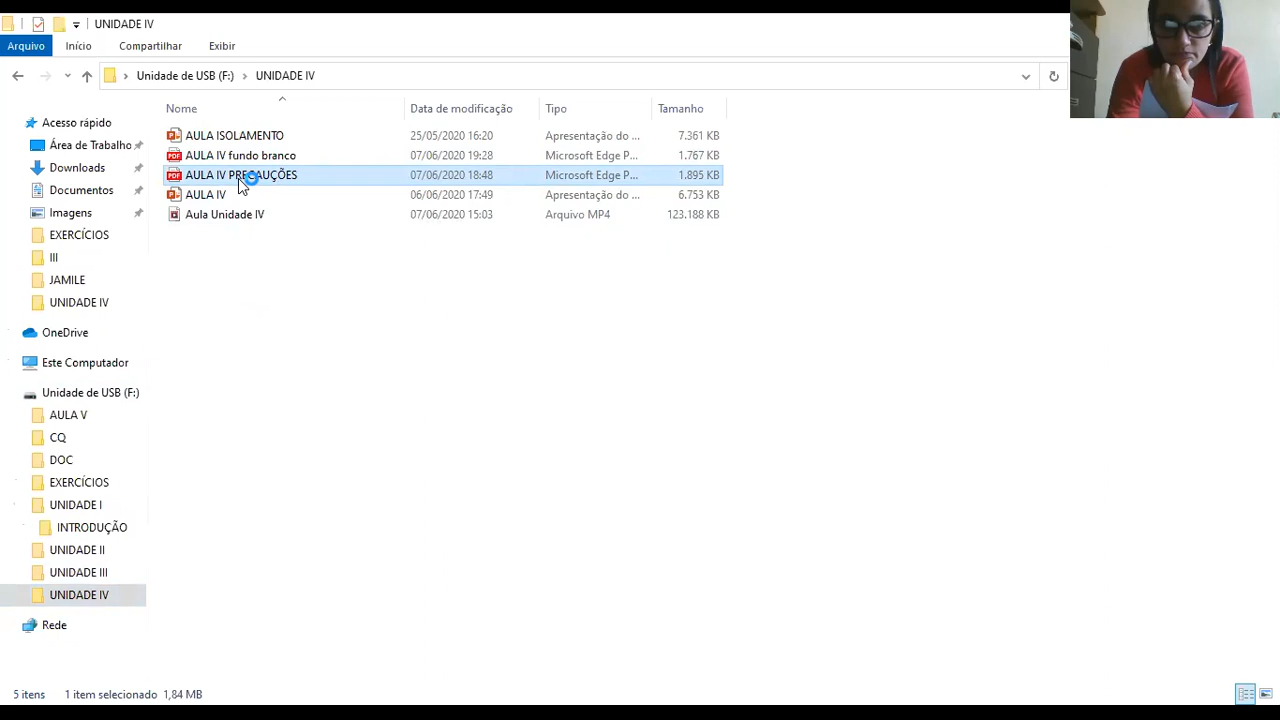 UNIDADE IV
Arquivo Início Compartilhar Exibir
Unidade de USB (F:) UNIDADE IV
Nome Data de modificação Tipo Tamanho
AULA ISOLAMENTO 25/05/2020 16:20 Apresentação do ... 7.361 KB
AULA IV fundo branco 07/06/2020 19:28 Microsoft Edge P... 1.767 KB
AULA IV PRECAUÇÕES 07/06/2020 18:48 Microsoft Edge P... 1.895 KB
AULA IV 06/06/2020 17:49 Apresentação do ... 6.753 KB
Aula Unidade IV 07/06/2020 15:03 Arquivo MP4 123.188 KB
Acesso rápido
Área de Trabalho
Downloads
Documentos
Imagens
EXERCÍCIOS
III
JAMILE
UNIDADE IV
OneDrive
Este Computador
Unidade de USB (F:)
AULA V
CQ
DOC
EXERCÍCIOS
UNIDADE I
INTRODUÇÃO
UNIDADE II
UNIDADE III
UNIDADE IV
Rede
5 itens 1 item selecionado 1,84 MB